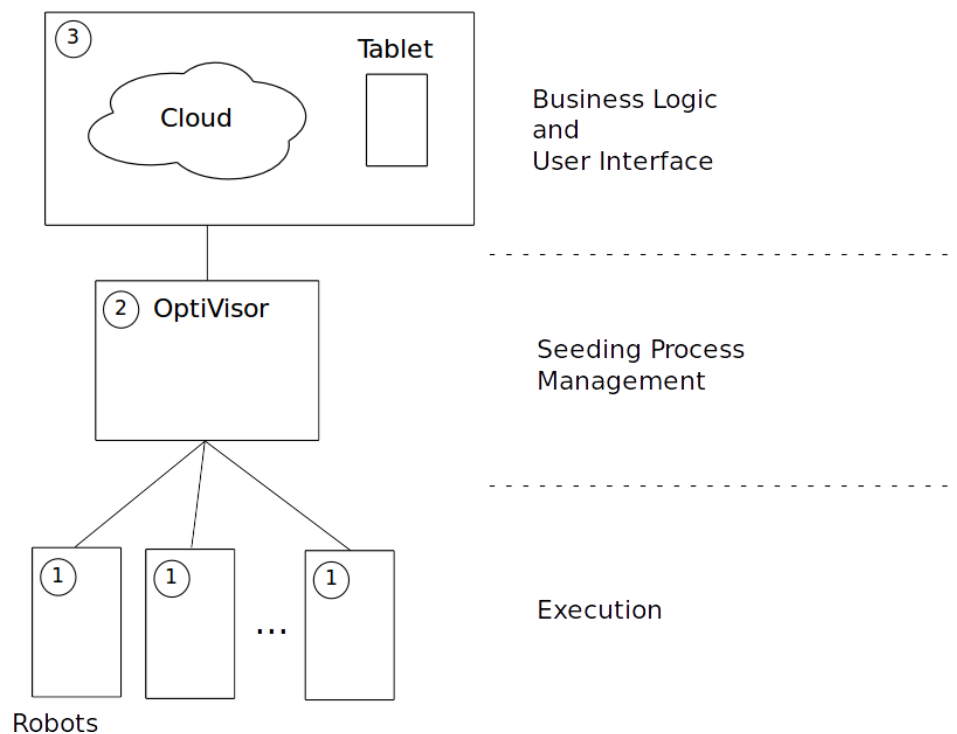 3
Tablet
Cloud
Business Logic
and
User Interface
2 OptiVisor
Seeding Process
Management
1 1 ... 1
Execution
Robots